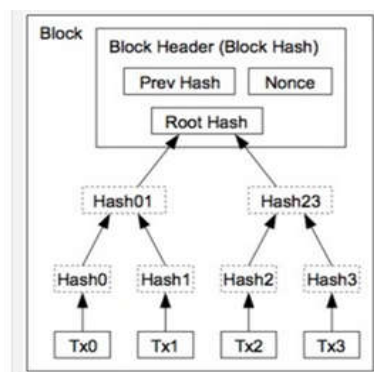 Block
Block Header (Block Hash)
Prev Hash Nonce
Root Hash
Hash01 Hash23
Hash0 Hash1 Hash2 Hash3
Tx0 Tx1 Tx2 Tx3